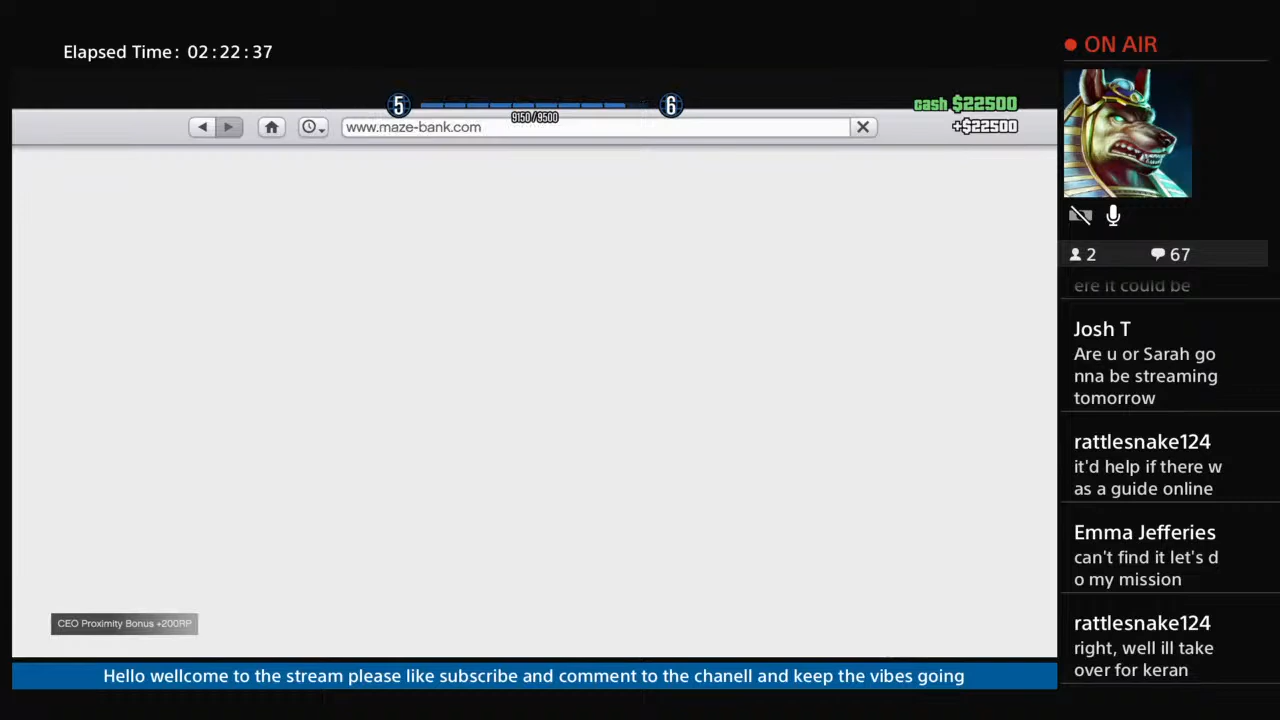 Elapsed Time: 02:22:37
ON AIR
5
6
9150/9500
cash $22500
+$22500
www.maze-bank.com
2
67
ere it could be
Josh T
Are u or Sarah go
nna be streaming
tomorrow
rattlesnake124
it'd help if there w
as a guide online
Emma Jefferies
can't find it let's d
o my mission
rattlesnake124
right, well ill take
over for keran
CEO Proximity Bonus +200RP
Hello wellcome to the stream please like subscribe and comment to the chanell and keep the vibes going